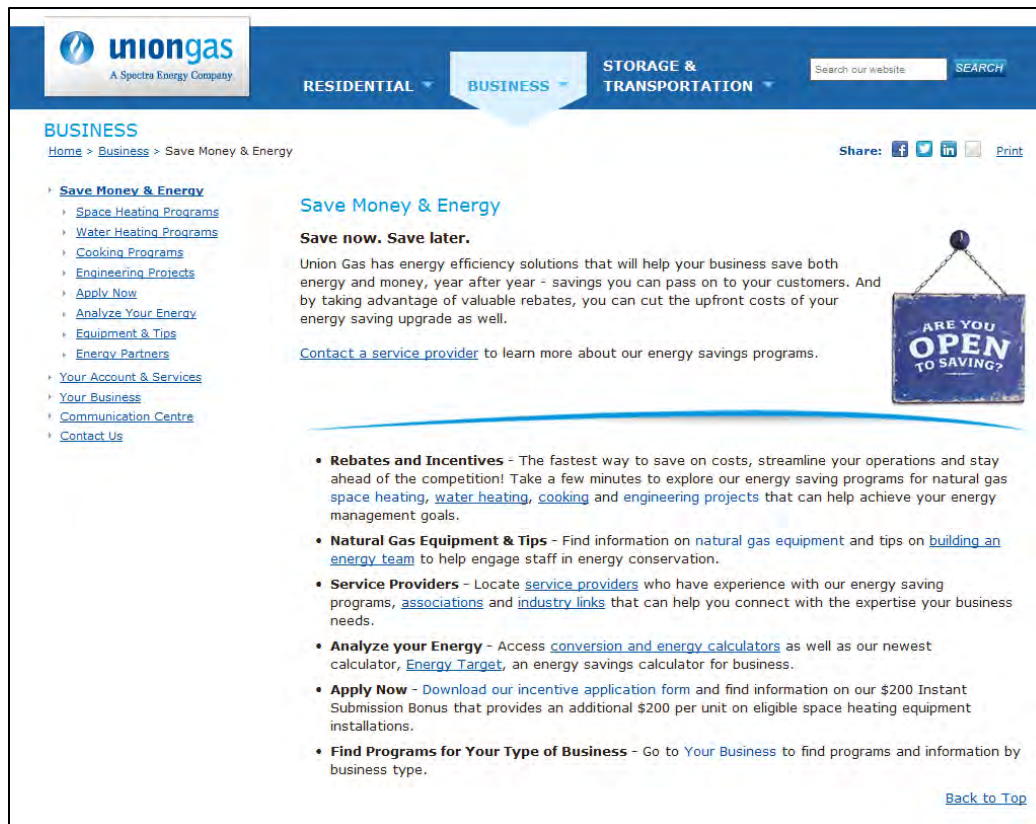 uniongas
A Spectra Energy Company
RESIDENTIAL
BUSINESS
STORAGE &
TRANSPORTATION
Search our website
SEARCH
BUSINESS
Home > Business > Save Money & Energy
Share:
Print
Save Money & Energy
Space Heating Programs
Water Heating Programs
Cooking Programs
Engineering Projects
Apply Now
Analyze Your Energy
Equipment & Tips
Energy Partners
Your Account & Services
Your Business
Communication Centre
Contact Us
Save Money & Energy
Save now. Save later.
Union Gas has energy efficiency solutions that will help your business save both
energy and money, year after year - savings you can pass on to your customers. And
by taking advantage of valuable rebates, you can cut the upfront costs of your
energy saving upgrade as well.
Contact a service provider to learn more about our energy savings programs.
ARE YOU
OPEN
TO SAVING?
• Rebates and Incentives - The fastest way to save on costs, streamline your operations and stay
ahead of the competition! Take a few minutes to explore our energy saving programs for natural gas
space heating, water heating, cooking and engineering projects that can help achieve your energy
management goals.
• Natural Gas Equipment & Tips - Find information on natural gas equipment and tips on building an
energy team to help engage staff in energy conservation.
• Service Providers - Locate service providers who have experience with our energy saving
programs, associations and industry links that can help you connect with the expertise your business
needs.
• Analyze your Energy - Access conversion and energy calculators as well as our newest
calculator, Energy Target, an energy savings calculator for business.
• Apply Now - Download our incentive application form and find information on our $200 Instant
Submission Bonus that provides an additional $200 per unit on eligible space heating equipment
installations.
• Find Programs for Your Type of Business - Go to Your Business to find programs and information by
business type.
Back to Top